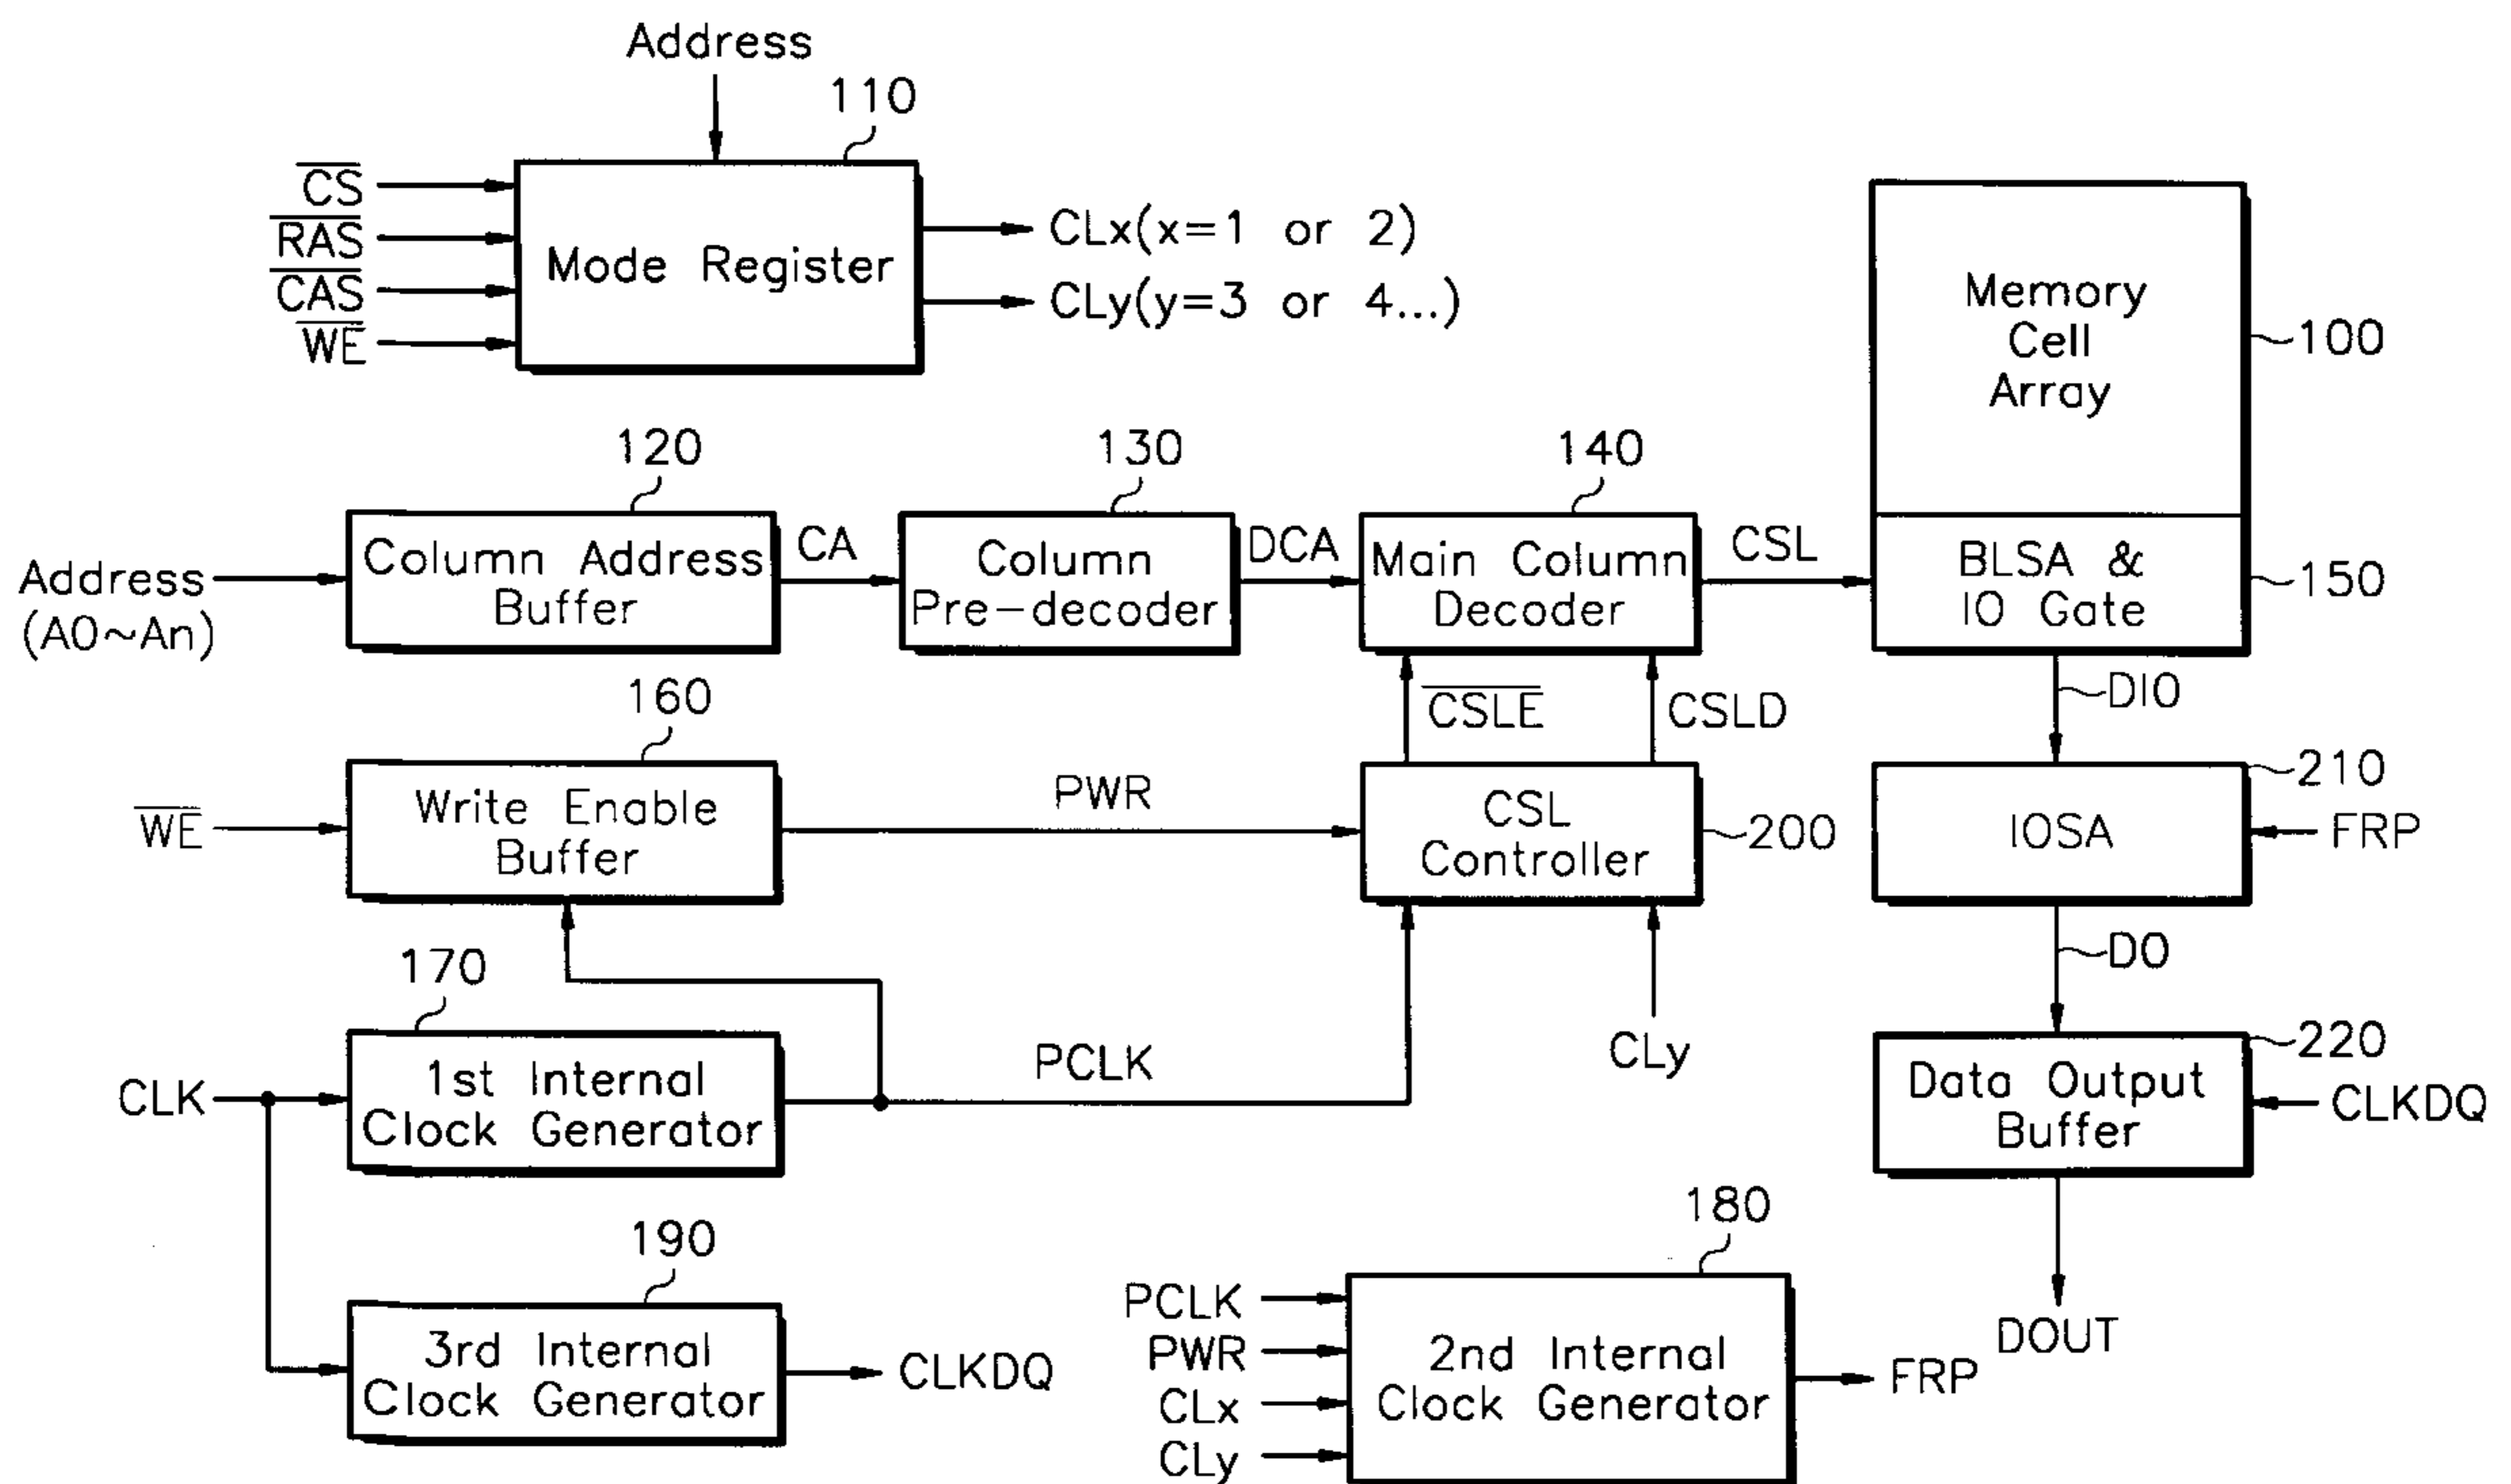 Address
110
CS
RAS
CAS
WE
Mode Register
CLx(x=1 or 2)
CLy(y=3 or 4...)
Memory
Cell
Array
100
120
130
140
Address
(A0~An)
Column Address
Buffer
CA
Column
Pre-decoder
DCA
Main Column
Decoder
CSL
BLSA &
IO Gate
150
160
CSLE
CSLD
DIO
WE
Write Enable
Buffer
PWR
CSL
Controller
200
210
IOSA
FRP
170
DO
CLK
1st Internal
Clock Generator
PCLK
CLy
220
Data Output
Buffer
CLKDQ
190
180
3rd Internal
Clock Generator
CLKDQ
PCLK
PWR
CLx
CLy
2nd Internal
Clock Generator
FRP
DOUT